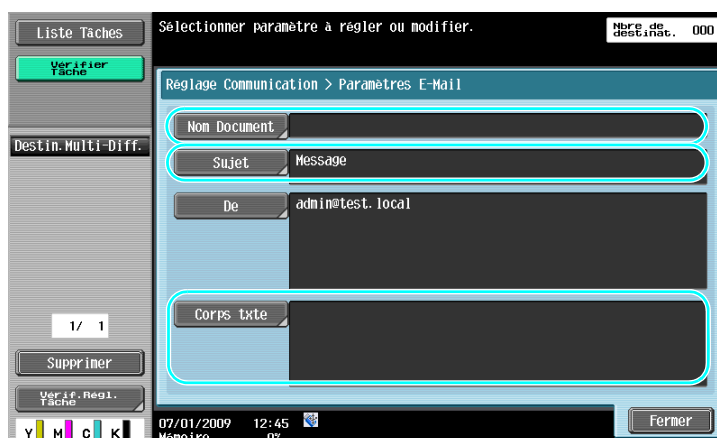 Liste Tâches
Sélectionner paramètre à régler ou modifier.
Nbre de destinat. 000
Vérifier Tâche
Réglage Communication > Paramètres E-Mail
Nom Document
Destin.Multi-Diff.
Sujet Message
De admin@test.local
Corps txte
1/ 1
Supprimer
Vérif.Régl. Tâche
07/01/2009 12:45
Fermer
Y M C K
Mémoire 0%